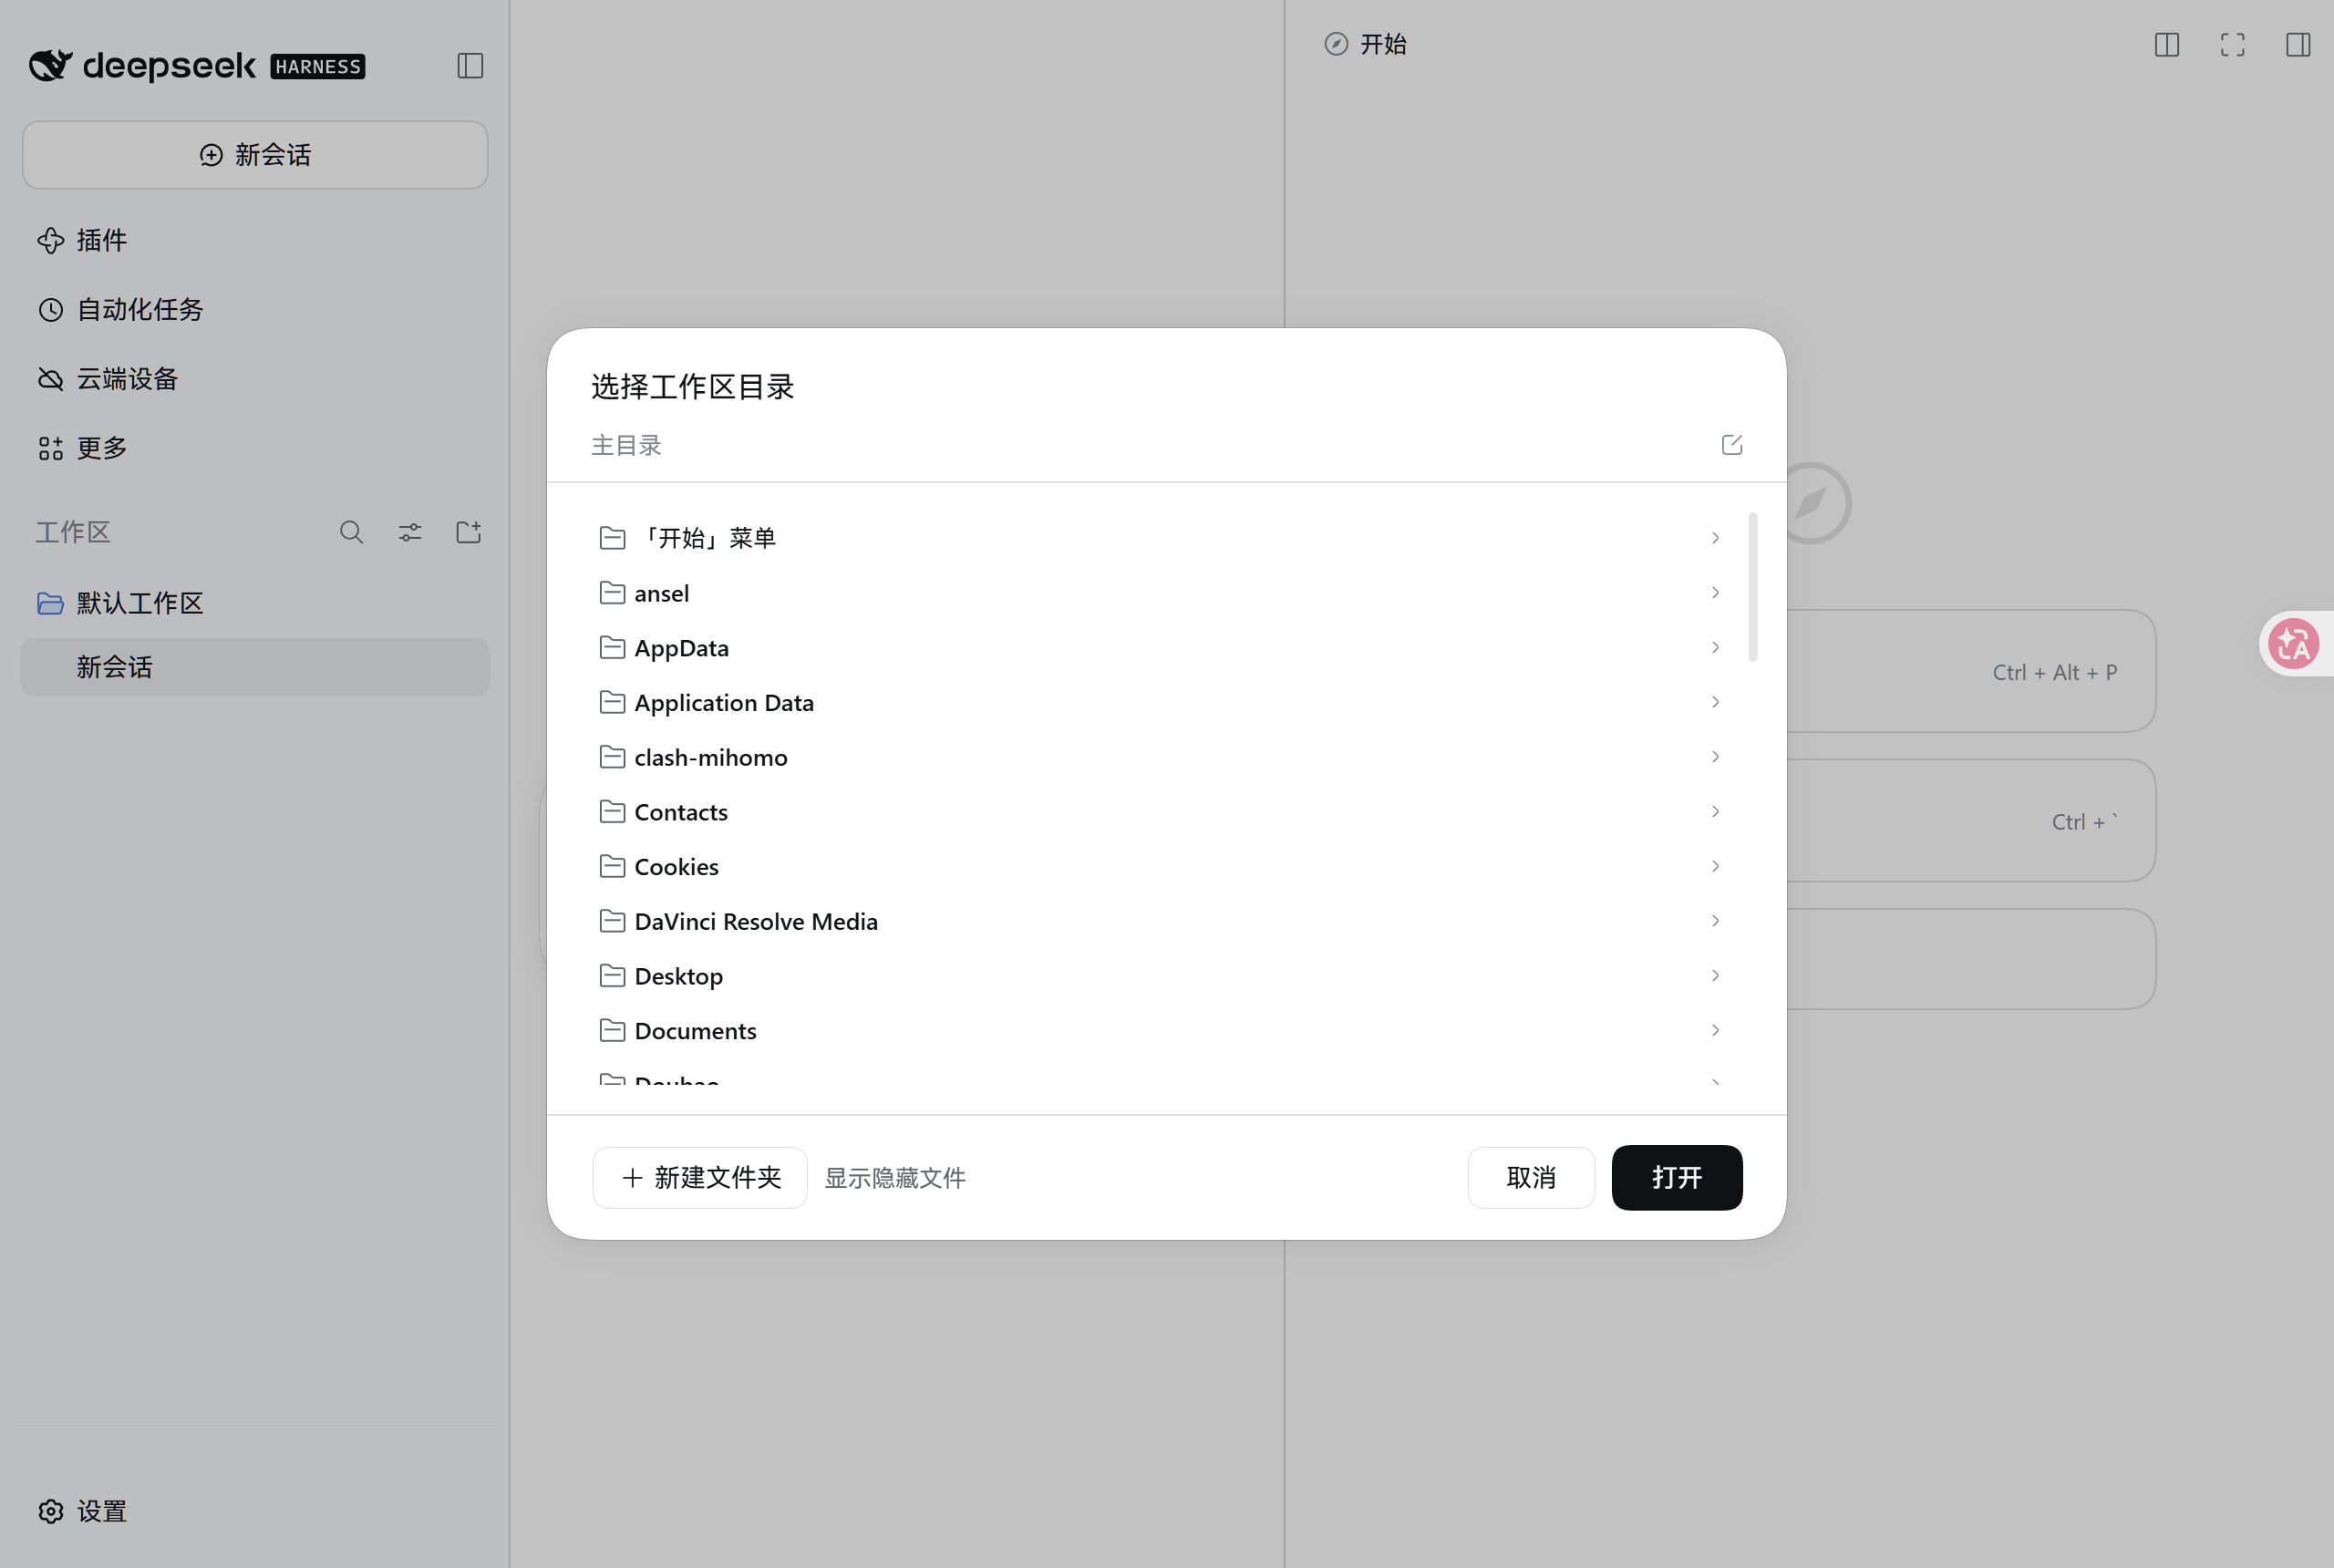 deepseek HARNESS
新会话
插件
自动化任务
云端设备
更多
工作区
默认工作区
新会话
设置
开始
Ctrl + Alt + P
Ctrl + `
选择工作区目录
主目录
「开始」菜单
ansel
AppData
Application Data
clash-mihomo
Contacts
Cookies
DaVinci Resolve Media
Desktop
Documents
Doubao
新建文件夹
显示隐藏文件
取消
打开